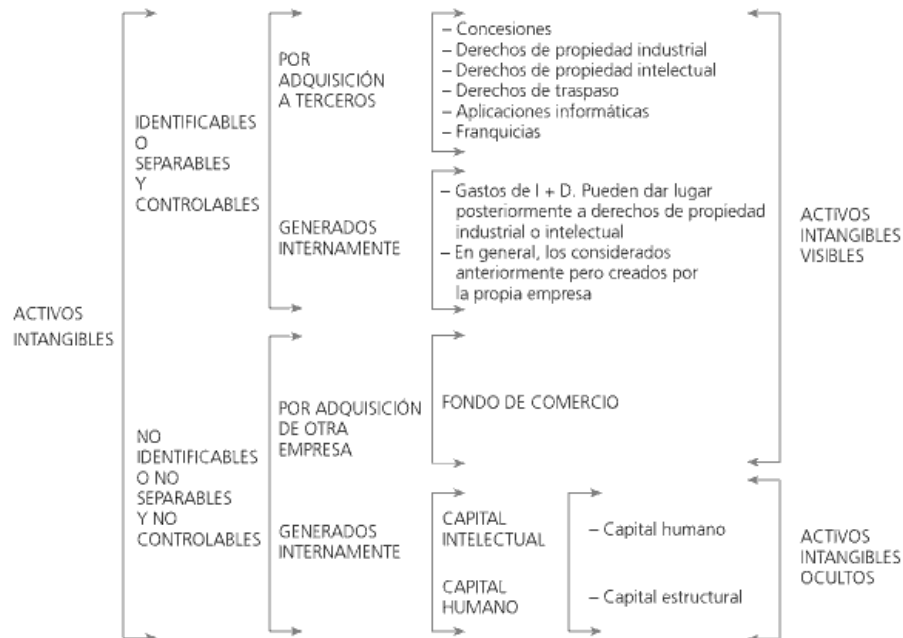 ACTIVOS
INTANGIBLES
IDENTIFICABLES
O
SEPARABLES
Y
CONTROLABLES
POR
ADQUISICIÓN
A TERCEROS
– Concesiones
– Derechos de propiedad industrial
– Derechos de propiedad intelectual
– Derechos de traspaso
– Aplicaciones informáticas
– Franquicias
GENERADOS
INTERNAMENTE
– Gastos de I + D. Pueden dar lugar
posteriormente a derechos de propiedad
industrial o intelectual
– En general, los considerados
anteriormente pero creados por
la propia empresa
ACTIVOS
INTANGIBLES
VISIBLES
NO
IDENTIFICABLES
O NO
SEPARABLES
Y NO
CONTROLABLES
POR ADQUISICIÓN
DE OTRA
EMPRESA
FONDO DE COMERCIO
GENERADOS
INTERNAMENTE
CAPITAL
INTELECTUAL
CAPITAL
HUMANO
– Capital humano
– Capital estructural
ACTIVOS
INTANGIBLES
OCULTOS